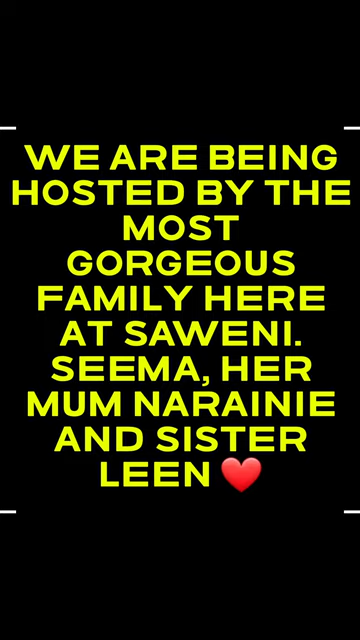 WE ARE BEING
HOSTED BY THE
MOST
GORGEOUS
FAMILY HERE
AT SAWENI.
SEEMA, HER
MUM NARAINIE
AND SISTER
LEEN ❤️